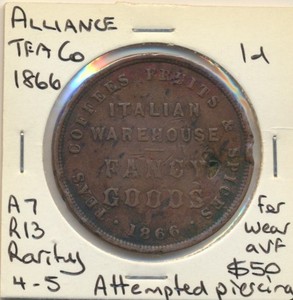 ALLIANCE
TEA Co
1866
1d
TEAS COFFEES FRUITS & SPICES
ITALIAN
WAREHOUSE
FANCY
GOODS
· 1866 ·
A7
R13
Rarity
4-5
For
wear
aVF
$50
Attempted piercing